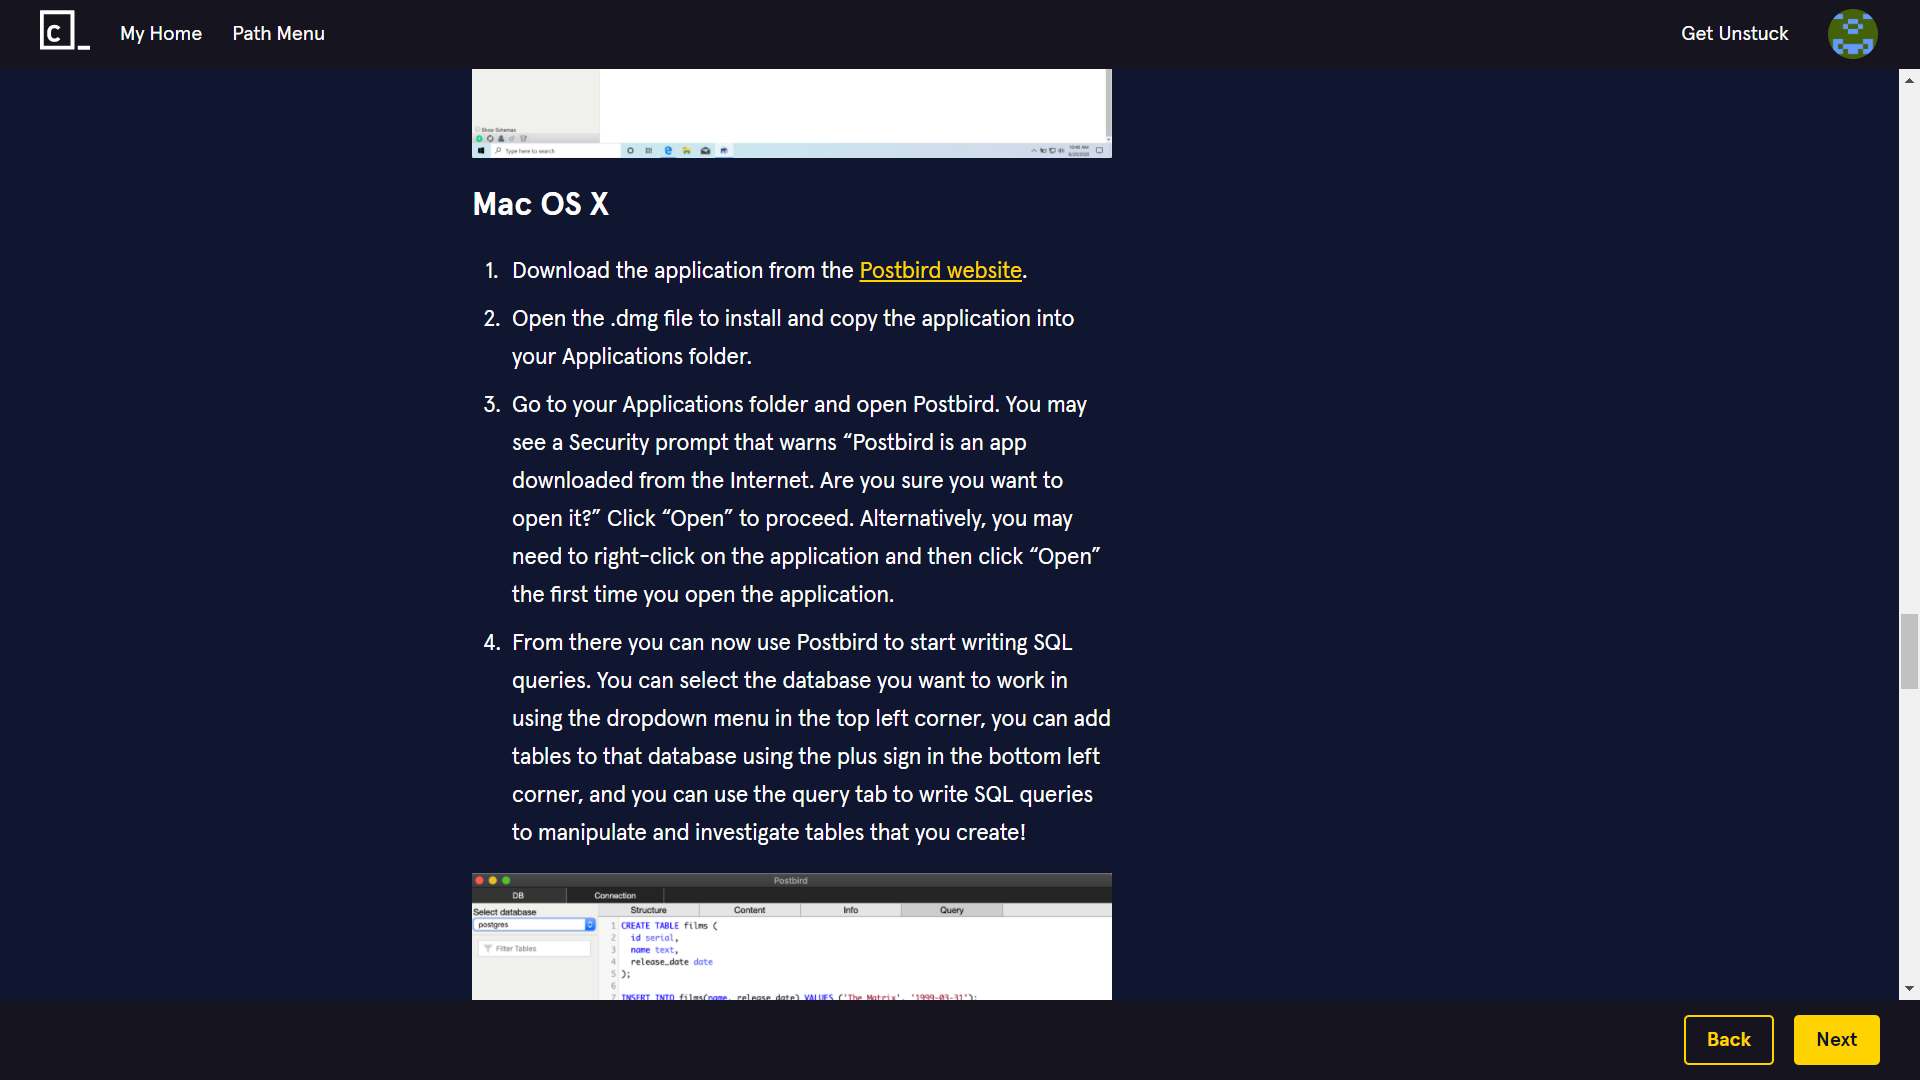 C_ My Home Path Menu Get Unstuck
Show Schemas
Type here to search
10:48 AM
Mac OS X
1. Download the application from the Postbird website.
2. Open the .dmg file to install and copy the application into
your Applications folder.
3. Go to your Applications folder and open Postbird. You may
see a Security prompt that warns “Postbird is an app
downloaded from the Internet. Are you sure you want to
open it?” Click “Open” to proceed. Alternatively, you may
need to right-click on the application and then click “Open”
the first time you open the application.
4. From there you can now use Postbird to start writing SQL
queries. You can select the database you want to work in
using the dropdown menu in the top left corner, you can add
tables to that database using the plus sign in the bottom left
corner, and you can use the query tab to write SQL queries
to manipulate and investigate tables that you create!
Postbird
DB Connection
Select database Structure Content Info Query
postgres
Filter Tables
1 CREATE TABLE films (
2 id serial,
3 name text,
4 release_date date
5 );
6
7 INSERT INTO films(name, release_date) VALUES ('The Matrix', '1999-03-31');
Back Next